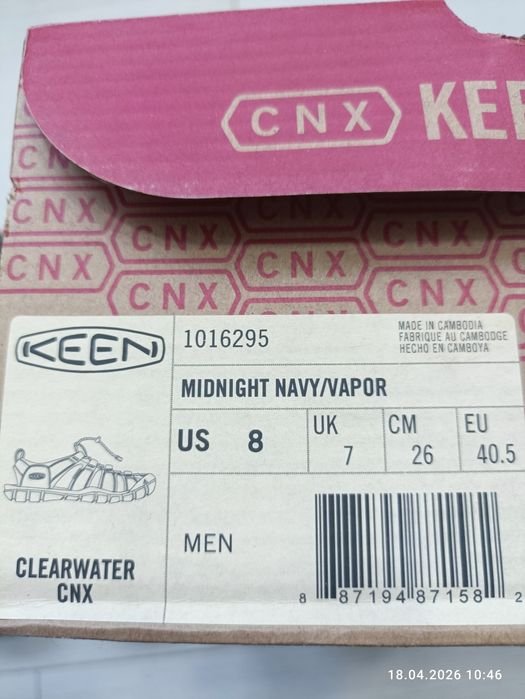 CNX KEE
CNX
CNX CNX CNX
CNX CNX
CNX CNX
KEEN
1016295
MADE IN CAMBODIA
FABRIQUE AU CAMBODGE
HECHO EN CAMBOYA
MIDNIGHT NAVY/VAPOR
US 8
UK
7
CM
26
EU
40.5
MEN
CLEARWATER
CNX
8 87194 87158 2
18.04.2026 10:46